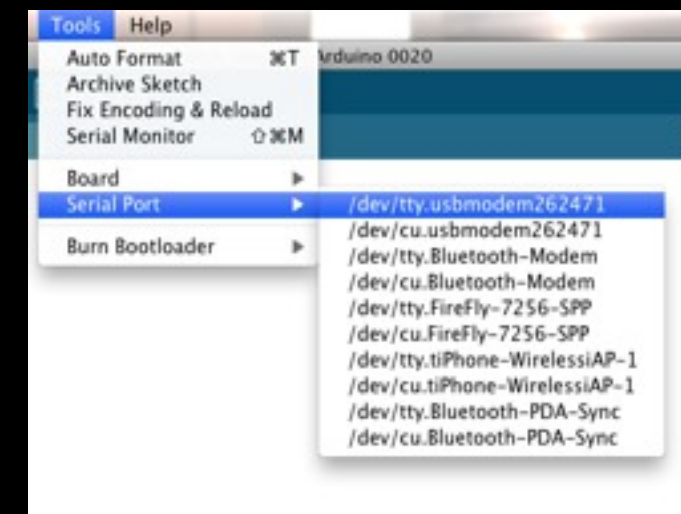 Tools Help
Auto Format ⌘T
Arduino 0020
Archive Sketch
Fix Encoding & Reload
Serial Monitor ⇧⌘M
Board ▶
Serial Port ▶
Burn Bootloader ▶
/dev/tty.usbmodem262471
/dev/cu.usbmodem262471
/dev/tty.Bluetooth-Modem
/dev/cu.Bluetooth-Modem
/dev/tty.FireFly-7256-SPP
/dev/cu.FireFly-7256-SPP
/dev/tty.tiPhone-WirelessiAP-1
/dev/cu.tiPhone-WirelessiAP-1
/dev/tty.Bluetooth-PDA-Sync
/dev/cu.Bluetooth-PDA-Sync